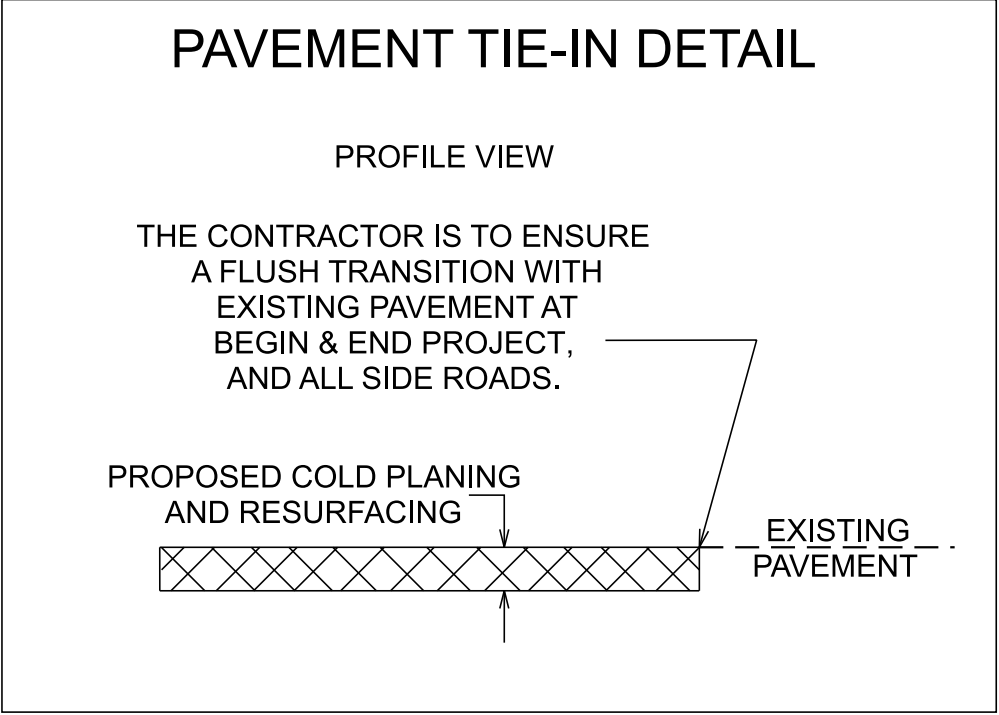 PAVEMENT TIE-IN DETAIL
PROFILE VIEW
THE CONTRACTOR IS TO ENSURE
A FLUSH TRANSITION WITH
EXISTING PAVEMENT AT
BEGIN & END PROJECT,
AND ALL SIDE ROADS.
PROPOSED COLD PLANING
AND RESURFACING
EXISTING
PAVEMENT